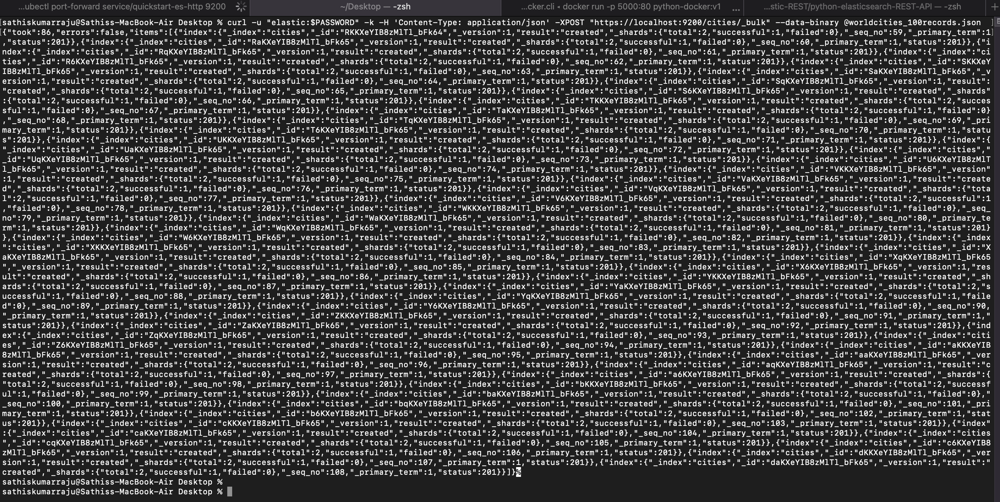 ...ubectl port-forward service/quickstart-es-http 9200
~/Desktop — -zsh
...cker.cli ◂ docker run -p 5000:80 python-docker:v1 ...
...stic-REST/python-elasticsearch-REST-API — -zsh
[sathiskumarraju@Sathiss-MacBook-Air Desktop % curl -u "elastic:$PASSWORD" -k -H 'Content-Type: application/json' -XPOST "https://localhost:9200/cities/_bulk" --data-binary @worldcities_100records.json ]
[{"took":86,"errors":false,"items":[{"index":{"_index":"cities","_id":"RKKXeYIB8zMlTl_bFk64","_version":1,"result":"created","_shards":{"total":2,"successful":1,"failed":0},"_seq_no":59,"_primary_term":1]
,"status":201}},{"index":{"_index":"cities","_id":"RaKXeYIB8zMlTl_bFk65","_version":1,"result":"created","_shards":{"total":2,"successful":1,"failed":0},"_seq_no":60,"_primary_term":1,"status":201}},{"i
ndex":{"_index":"cities","_id":"RqKXeYIB8zMlTl_bFk65","_version":1,"result":"created","_shards":{"total":2,"successful":1,"failed":0},"_seq_no":61,"_primary_term":1,"status":201}},{"index":{"_index":"ci
ties","_id":"R6KXeYIB8zMlTl_bFk65","_version":1,"result":"created","_shards":{"total":2,"successful":1,"failed":0},"_seq_no":62,"_primary_term":1,"status":201}},{"index":{"_index":"cities","_id":"SKKXeY
IB8zMlTl_bFk65","_version":1,"result":"created","_shards":{"total":2,"successful":1,"failed":0},"_seq_no":63,"_primary_term":1,"status":201}},{"index":{"_index":"cities","_id":"SaKXeYIB8zMlTl_bFk65","_v
ersion":1,"result":"created","_shards":{"total":2,"successful":1,"failed":0},"_seq_no":64,"_primary_term":1,"status":201}},{"index":{"_index":"cities","_id":"SqKXeYIB8zMlTl_bFk65","_version":1,"result":
"created","_shards":{"total":2,"successful":1,"failed":0},"_seq_no":65,"_primary_term":1,"status":201}},{"index":{"_index":"cities","_id":"S6KXeYIB8zMlTl_bFk65","_version":1,"result":"created","_shards"
:{"total":2,"successful":1,"failed":0},"_seq_no":66,"_primary_term":1,"status":201}},{"index":{"_index":"cities","_id":"TKKXeYIB8zMlTl_bFk65","_version":1,"result":"created","_shards":{"total":2,"succes
sful":1,"failed":0},"_seq_no":67,"_primary_term":1,"status":201}},{"index":{"_index":"cities","_id":"TaKXeYIB8zMlTl_bFk65","_version":1,"result":"created","_shards":{"total":2,"successful":1,"failed":0}
,"_seq_no":68,"_primary_term":1,"status":201}},{"index":{"_index":"cities","_id":"TqKXeYIB8zMlTl_bFk65","_version":1,"result":"created","_shards":{"total":2,"successful":1,"failed":0},"_seq_no":69,"_pri
mary_term":1,"status":201}},{"index":{"_index":"cities","_id":"T6KXeYIB8zMlTl_bFk65","_version":1,"result":"created","_shards":{"total":2,"successful":1,"failed":0},"_seq_no":70,"_primary_term":1,"statu
s":201}},{"index":{"_index":"cities","_id":"UKKXeYIB8zMlTl_bFk65","_version":1,"result":"created","_shards":{"total":2,"successful":1,"failed":0},"_seq_no":71,"_primary_term":1,"status":201}},{"index":{
"_index":"cities","_id":"UaKXeYIB8zMlTl_bFk65","_version":1,"result":"created","_shards":{"total":2,"successful":1,"failed":0},"_seq_no":72,"_primary_term":1,"status":201}},{"index":{"_index":"cities","
_id":"UqKXeYIB8zMlTl_bFk65","_version":1,"result":"created","_shards":{"total":2,"successful":1,"failed":0},"_seq_no":73,"_primary_term":1,"status":201}},{"index":{"_index":"cities","_id":"U6KXeYIB8zMlT
l_bFk65","_version":1,"result":"created","_shards":{"total":2,"successful":1,"failed":0},"_seq_no":74,"_primary_term":1,"status":201}},{"index":{"_index":"cities","_id":"VKKXeYIB8zMlTl_bFk65","_version"
:1,"result":"created","_shards":{"total":2,"successful":1,"failed":0},"_seq_no":75,"_primary_term":1,"status":201}},{"index":{"_index":"cities","_id":"VaKXeYIB8zMlTl_bFk65","_version":1,"result":"create
d","_shards":{"total":2,"successful":1,"failed":0},"_seq_no":76,"_primary_term":1,"status":201}},{"index":{"_index":"cities","_id":"VqKXeYIB8zMlTl_bFk65","_version":1,"result":"created","_shards":{"tota
l":2,"successful":1,"failed":0},"_seq_no":77,"_primary_term":1,"status":201}},{"index":{"_index":"cities","_id":"V6KXeYIB8zMlTl_bFk65","_version":1,"result":"created","_shards":{"total":2,"successful":1
,"failed":0},"_seq_no":78,"_primary_term":1,"status":201}},{"index":{"_index":"cities","_id":"WKKXeYIB8zMlTl_bFk65","_version":1,"result":"created","_shards":{"total":2,"successful":1,"failed":0},"_seq_
no":79,"_primary_term":1,"status":201}},{"index":{"_index":"cities","_id":"WaKXeYIB8zMlTl_bFk65","_version":1,"result":"created","_shards":{"total":2,"successful":1,"failed":0},"_seq_no":80,"_primary_te
rm":1,"status":201}},{"index":{"_index":"cities","_id":"WqKXeYIB8zMlTl_bFk65","_version":1,"result":"created","_shards":{"total":2,"successful":1,"failed":0},"_seq_no":81,"_primary_term":1,"status":201}
},{"index":{"_index":"cities","_id":"W6KXeYIB8zMlTl_bFk65","_version":1,"result":"created","_shards":{"total":2,"successful":1,"failed":0},"_seq_no":82,"_primary_term":1,"status":201}},{"index":{"_index
":"cities","_id":"XKKXeYIB8zMlTl_bFk65","_version":1,"result":"created","_shards":{"total":2,"successful":1,"failed":0},"_seq_no":83,"_primary_term":1,"status":201}},{"index":{"_index":"cities","_id":"X
aKXeYIB8zMlTl_bFk65","_version":1,"result":"created","_shards":{"total":2,"successful":1,"failed":0},"_seq_no":84,"_primary_term":1,"status":201}},{"index":{"_index":"cities","_id":"XqKXeYIB8zMlTl_bFk65
","_version":1,"result":"created","_shards":{"total":2,"successful":1,"failed":0},"_seq_no":85,"_primary_term":1,"status":201}},{"index":{"_index":"cities","_id":"X6KXeYIB8zMlTl_bFk65","_version":1,"res
ult":"created","_shards":{"total":2,"successful":1,"failed":0},"_seq_no":86,"_primary_term":1,"status":201}},{"index":{"_index":"cities","_id":"YKKXeYIB8zMlTl_bFk65","_version":1,"result":"created","_sh
ards":{"total":2,"successful":1,"failed":0},"_seq_no":87,"_primary_term":1,"status":201}},{"index":{"_index":"cities","_id":"YaKXeYIB8zMlTl_bFk65","_version":1,"result":"created","_shards":{"total":2,"s
uccessful":1,"failed":0},"_seq_no":88,"_primary_term":1,"status":201}},{"index":{"_index":"cities","_id":"YqKXeYIB8zMlTl_bFk65","_version":1,"result":"created","_shards":{"total":2,"successful":1,"faile
d":0},"_seq_no":89,"_primary_term":1,"status":201}},{"index":{"_index":"cities","_id":"Y6KXeYIB8zMlTl_bFk65","_version":1,"result":"created","_shards":{"total":2,"successful":1,"failed":0},"_seq_no":90,
"_primary_term":1,"status":201}},{"index":{"_index":"cities","_id":"ZKKXeYIB8zMlTl_bFk65","_version":1,"result":"created","_shards":{"total":2,"successful":1,"failed":0},"_seq_no":91,"_primary_term":1,"
status":201}},{"index":{"_index":"cities","_id":"ZaKXeYIB8zMlTl_bFk65","_version":1,"result":"created","_shards":{"total":2,"successful":1,"failed":0},"_seq_no":92,"_primary_term":1,"status":201}},{"ind
ex":{"_index":"cities","_id":"ZqKXeYIB8zMlTl_bFk65","_version":1,"result":"created","_shards":{"total":2,"successful":1,"failed":0},"_seq_no":93,"_primary_term":1,"status":201}},{"index":{"_index":"citi
es","_id":"Z6KXeYIB8zMlTl_bFk65","_version":1,"result":"created","_shards":{"total":2,"successful":1,"failed":0},"_seq_no":94,"_primary_term":1,"status":201}},{"index":{"_index":"cities","_id":"aKKXeYIB
8zMlTl_bFk65","_version":1,"result":"created","_shards":{"total":2,"successful":1,"failed":0},"_seq_no":95,"_primary_term":1,"status":201}},{"index":{"_index":"cities","_id":"aaKXeYIB8zMlTl_bFk65","_ver
sion":1,"result":"created","_shards":{"total":2,"successful":1,"failed":0},"_seq_no":96,"_primary_term":1,"status":201}},{"index":{"_index":"cities","_id":"aqKXeYIB8zMlTl_bFk65","_version":1,"result":"c
reated","_shards":{"total":2,"successful":1,"failed":0},"_seq_no":97,"_primary_term":1,"status":201}},{"index":{"_index":"cities","_id":"a6KXeYIB8zMlTl_bFk65","_version":1,"result":"created","_shards":{
"total":2,"successful":1,"failed":0},"_seq_no":98,"_primary_term":1,"status":201}},{"index":{"_index":"cities","_id":"bKKXeYIB8zMlTl_bFk65","_version":1,"result":"created","_shards":{"total":2,"successf
ul":1,"failed":0},"_seq_no":99,"_primary_term":1,"status":201}},{"index":{"_index":"cities","_id":"baKXeYIB8zMlTl_bFk65","_version":1,"result":"created","_shards":{"total":2,"successful":1,"failed":0},"
_seq_no":100,"_primary_term":1,"status":201}},{"index":{"_index":"cities","_id":"bqKXeYIB8zMlTl_bFk65","_version":1,"result":"created","_shards":{"total":2,"successful":1,"failed":0},"_seq_no":101,"_pri
mary_term":1,"status":201}},{"index":{"_index":"cities","_id":"b6KXeYIB8zMlTl_bFk65","_version":1,"result":"created","_shards":{"total":2,"successful":1,"failed":0},"_seq_no":102,"_primary_term":1,"stat
us":201}},{"index":{"_index":"cities","_id":"cKKXeYIB8zMlTl_bFk65","_version":1,"result":"created","_shards":{"total":2,"successful":1,"failed":0},"_seq_no":103,"_primary_term":1,"status":201}},{"index"
:{"_index":"cities","_id":"caKXeYIB8zMlTl_bFk65","_version":1,"result":"created","_shards":{"total":2,"successful":1,"failed":0},"_seq_no":104,"_primary_term":1,"status":201}},{"index":{"_index":"cities
","_id":"cqKXeYIB8zMlTl_bFk65","_version":1,"result":"created","_shards":{"total":2,"successful":1,"failed":0},"_seq_no":105,"_primary_term":1,"status":201}},{"index":{"_index":"cities","_id":"c6KXeYIB8
zMlTl_bFk65","_version":1,"result":"created","_shards":{"total":2,"successful":1,"failed":0},"_seq_no":106,"_primary_term":1,"status":201}},{"index":{"_index":"cities","_id":"dKKXeYIB8zMlTl_bFk65","_ver
sion":1,"result":"created","_shards":{"total":2,"successful":1,"failed":0},"_seq_no":107,"_primary_term":1,"status":201}},{"index":{"_index":"cities","_id":"daKXeYIB8zMlTl_bFk65","_version":1,"result":"
created","_shards":{"total":2,"successful":1,"failed":0},"_seq_no":108,"_primary_term":1,"status":201}}]}%
sathiskumarraju@Sathiss-MacBook-Air Desktop %
sathiskumarraju@Sathiss-MacBook-Air Desktop %